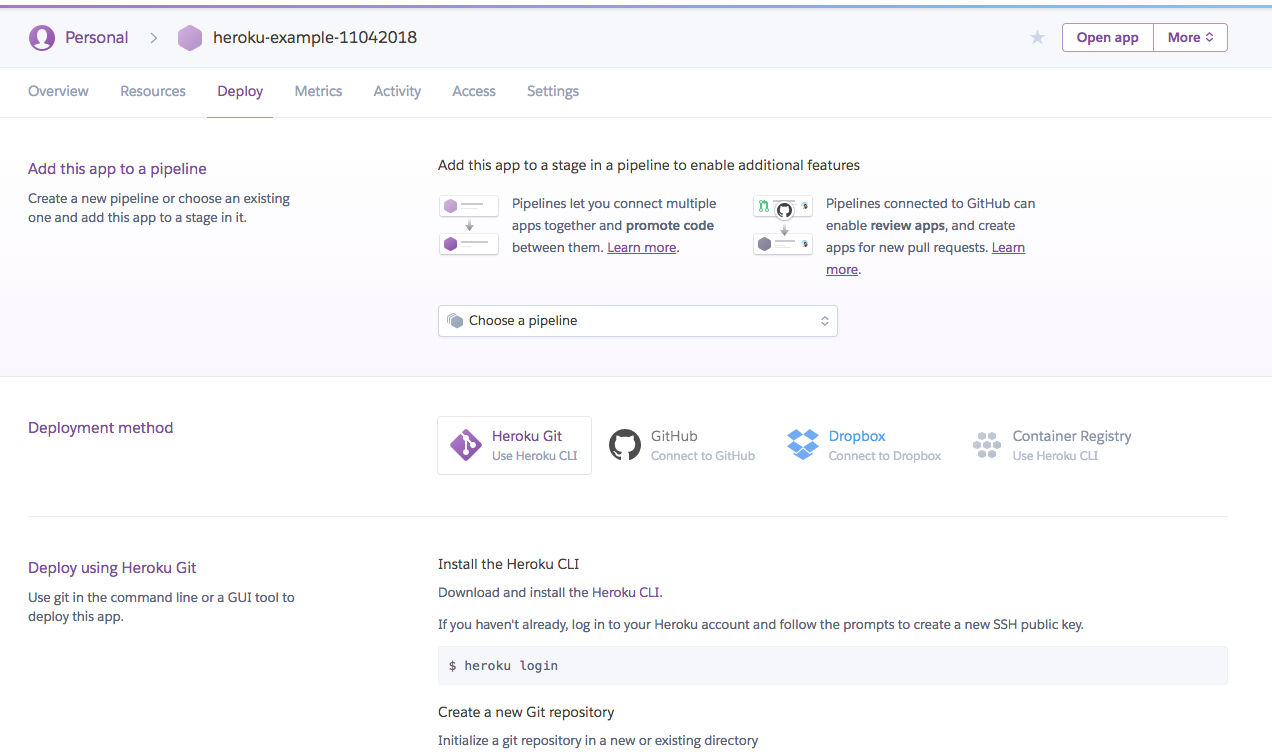 Personal > heroku-example-11042018
Open app More
Overview Resources Deploy Metrics Activity Access Settings
Add this app to a pipeline
Create a new pipeline or choose an existing
one and add this app to a stage in it.
Add this app to a stage in a pipeline to enable additional features
Pipelines let you connect multiple
apps together and promote code
between them. Learn more.
Pipelines connected to GitHub can
enable review apps, and create
apps for new pull requests. Learn
more.
Choose a pipeline
Deployment method
Heroku Git
Use Heroku CLI
GitHub
Connect to GitHub
Dropbox
Connect to Dropbox
Container Registry
Use Heroku CLI
Deploy using Heroku Git
Use git in the command line or a GUI tool to
deploy this app.
Install the Heroku CLI
Download and install the Heroku CLI.
If you haven't already, log in to your Heroku account and follow the prompts to create a new SSH public key.
$ heroku login
Create a new Git repository
Initialize a git repository in a new or existing directory